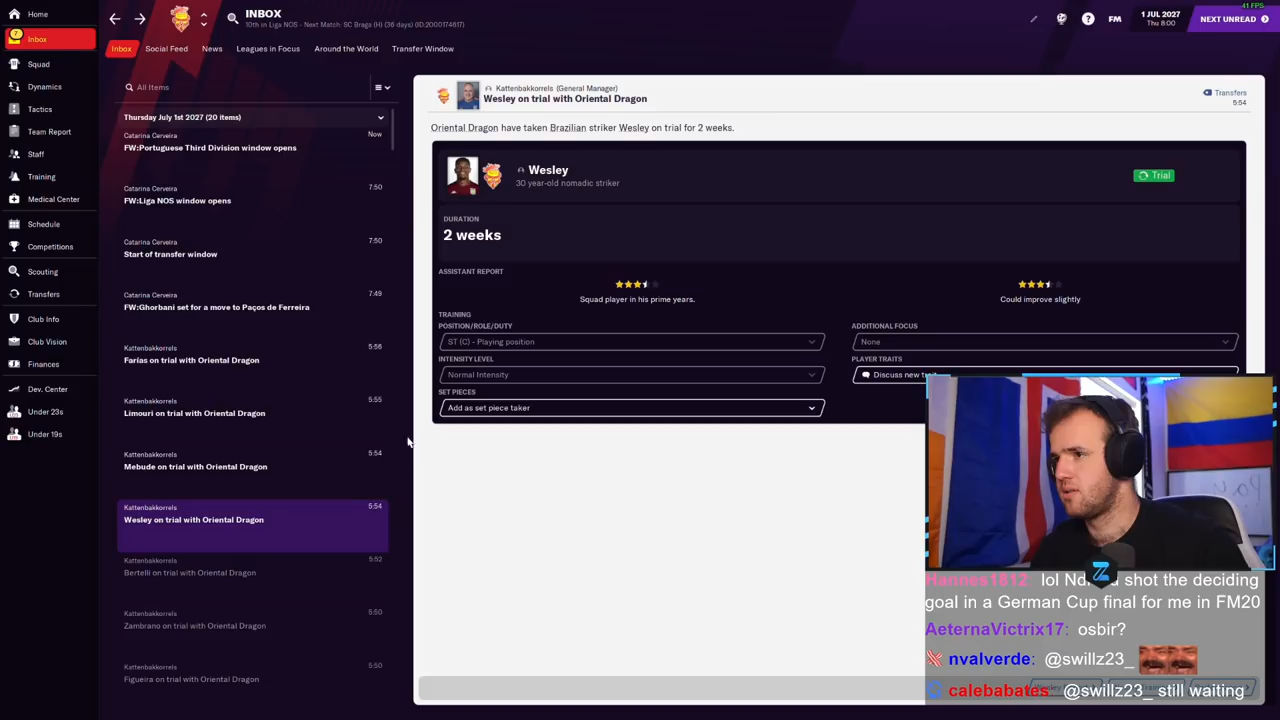 Home
Inbox
7
Squad
Dynamics
Tactics
Team Report
Staff
Training
Medical Center
Schedule
Competitions
Scouting
Transfers
Club Info
Club Vision
Finances
Dev. Center
Under 23s
Under 19s
INBOX
10th in Liga NOS - Next Match: SC Braga (H) (36 days) (ID:2000174617)
41 FPS
FM
1 JUL 2027
Thu 8:00
NEXT UNREAD
Inbox
Social Feed
News
Leagues in Focus
Around the World
Transfer Window
All Items
Thursday July 1st 2027 (20 items)
Catarina Cerveira
Now
FW:Portuguese Third Division window opens
Catarina Cerveira
7:50
FW:Liga NOS window opens
Catarina Cerveira
7:50
Start of transfer window
Catarina Cerveira
7:49
FW:Ghorbani set for a move to Paços de Ferreira
Kattenbakkorrels
5:56
Farías on trial with Oriental Dragon
Kattenbakkorrels
5:55
Limouri on trial with Oriental Dragon
Kattenbakkorrels
5:54
Mebude on trial with Oriental Dragon
Kattenbakkorrels
5:54
Wesley on trial with Oriental Dragon
Kattenbakkorrels
5:52
Bertelli on trial with Oriental Dragon
Kattenbakkorrels
5:50
Zambrano on trial with Oriental Dragon
Kattenbakkorrels
5:50
Figueira on trial with Oriental Dragon
Kattenbakkorrels (General Manager)
Wesley on trial with Oriental Dragon
Transfers
5:54
Oriental Dragon have taken Brazilian striker Wesley on trial for 2 weeks.
Wesley
30 year-old nomadic striker
Trial
DURATION
2 weeks
ASSISTANT REPORT
Squad player in his prime years.
Could improve slightly
TRAINING
POSITION/ROLE/DUTY
ST (C) - Playing position
ADDITIONAL FOCUS
None
INTENSITY LEVEL
Normal Intensity
PLAYER TRAITS
Discuss new trait
SET PIECES
Add as set piece taker
Hannes1812 lol shot the deciding
goal in a German Cup final for me in FM20
AeternaVictrix17: osbir?
nvalverde: @swillz23_
calebabates: @swillz23_ still waiting